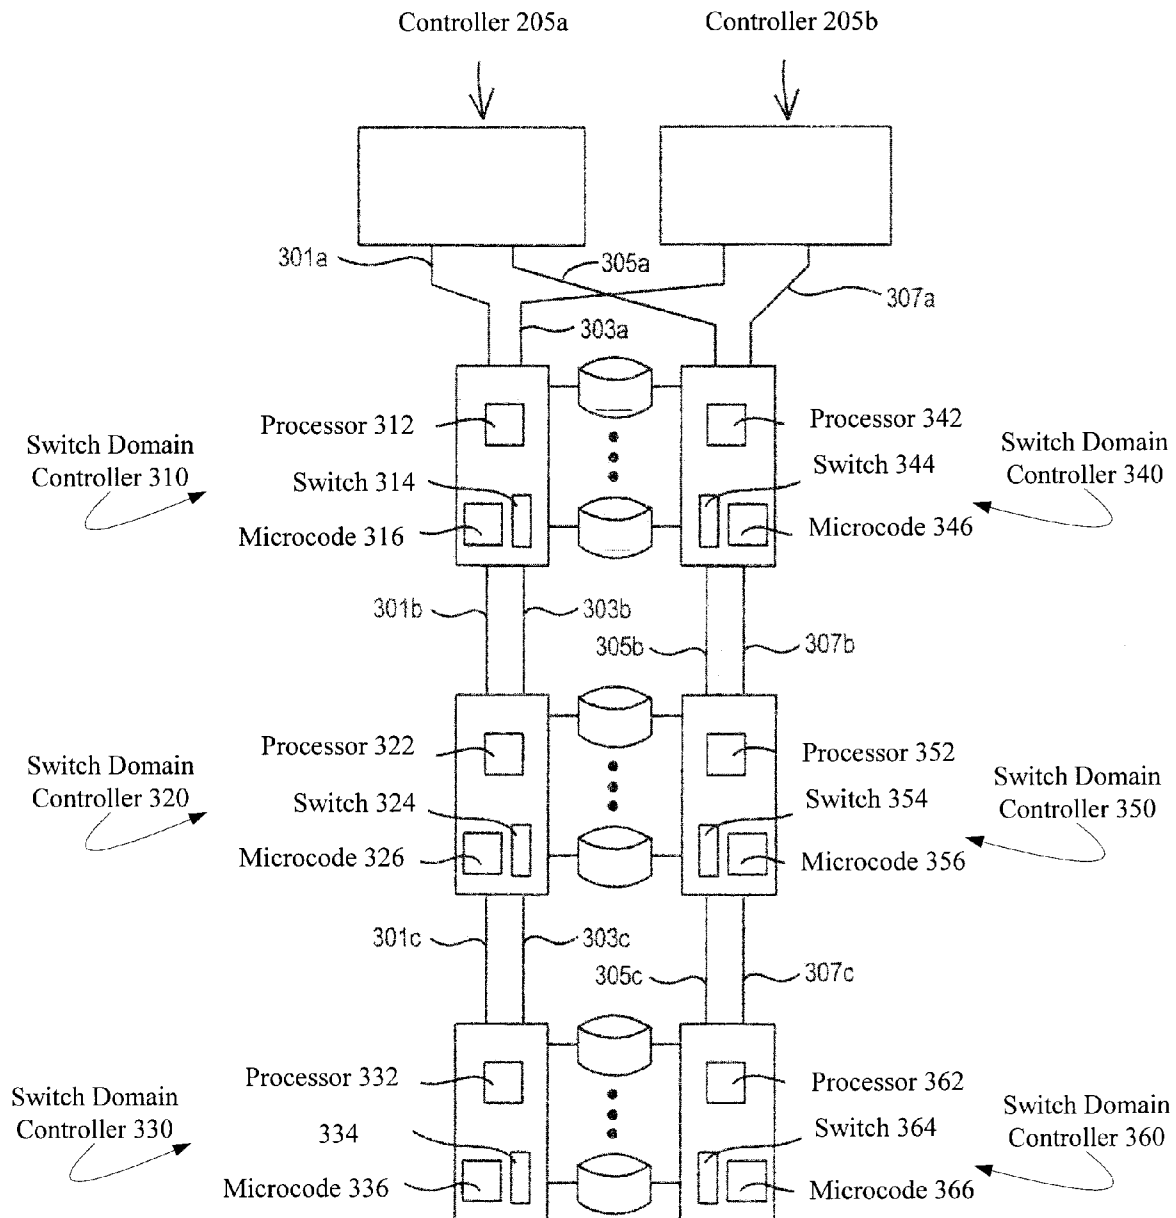 Controller 205a
Controller 205b
301a
305a
307a
303a
Processor 312
Processor 342
Switch Domain
Controller 310
Switch 314
Switch 344
Switch Domain
Controller 340
Microcode 316
Microcode 346
301b
303b
305b
307b
Processor 322
Processor 352
Switch Domain
Controller 320
Switch 324
Switch 354
Switch Domain
Controller 350
Microcode 326
Microcode 356
301c
303c
305c
307c
Processor 332
Processor 362
Switch Domain
Controller 330
334
Switch 364
Switch Domain
Controller 360
Microcode 336
Microcode 366